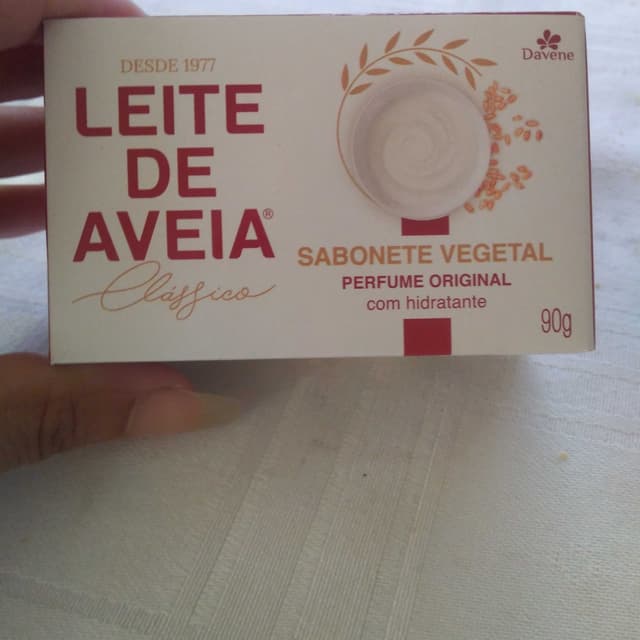 DESDE 1977
LEITE
DE
AVEIA®
Clássico
Davene
SABONETE VEGETAL
PERFUME ORIGINAL
com hidratante
90g